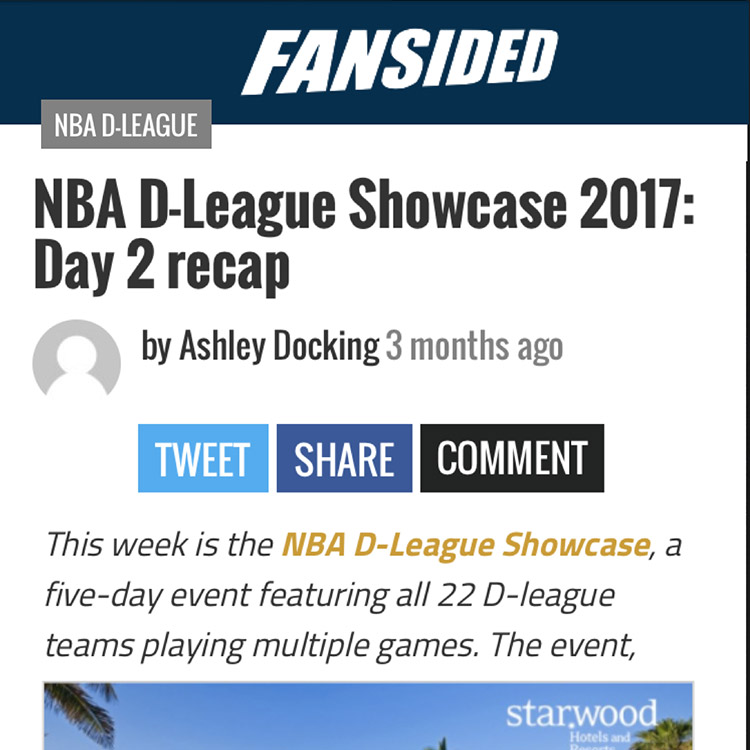 FANSIDED
NBA D-LEAGUE
NBA D-League Showcase 2017:
Day 2 recap
by Ashley Docking 3 months ago
TWEET SHARE COMMENT
This week is the NBA D-League Showcase, a
five-day event featuring all 22 D-league
teams playing multiple games. The event,
starwood
Hotels and
Resorts